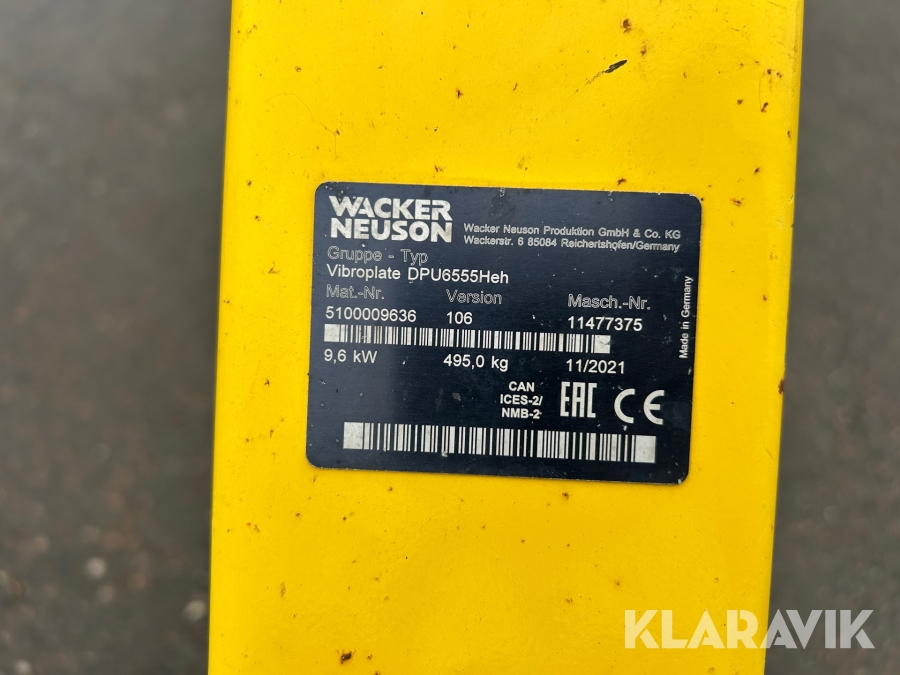 WACKER
NEUSON
Wacker Neuson Produktion GmbH & Co. KG
Wackerstr. 6 85084 Reichertshofen/Germany
Gruppe - Typ
Vibroplate DPU6555Heh
Mat.-Nr. Version Masch.-Nr.
5100009636 106 11477375
9,6 kW 495,0 kg 11/2021
Made in Germany
CAN
ICES-2/
NMB-2
EAC CE
KLARAVIK